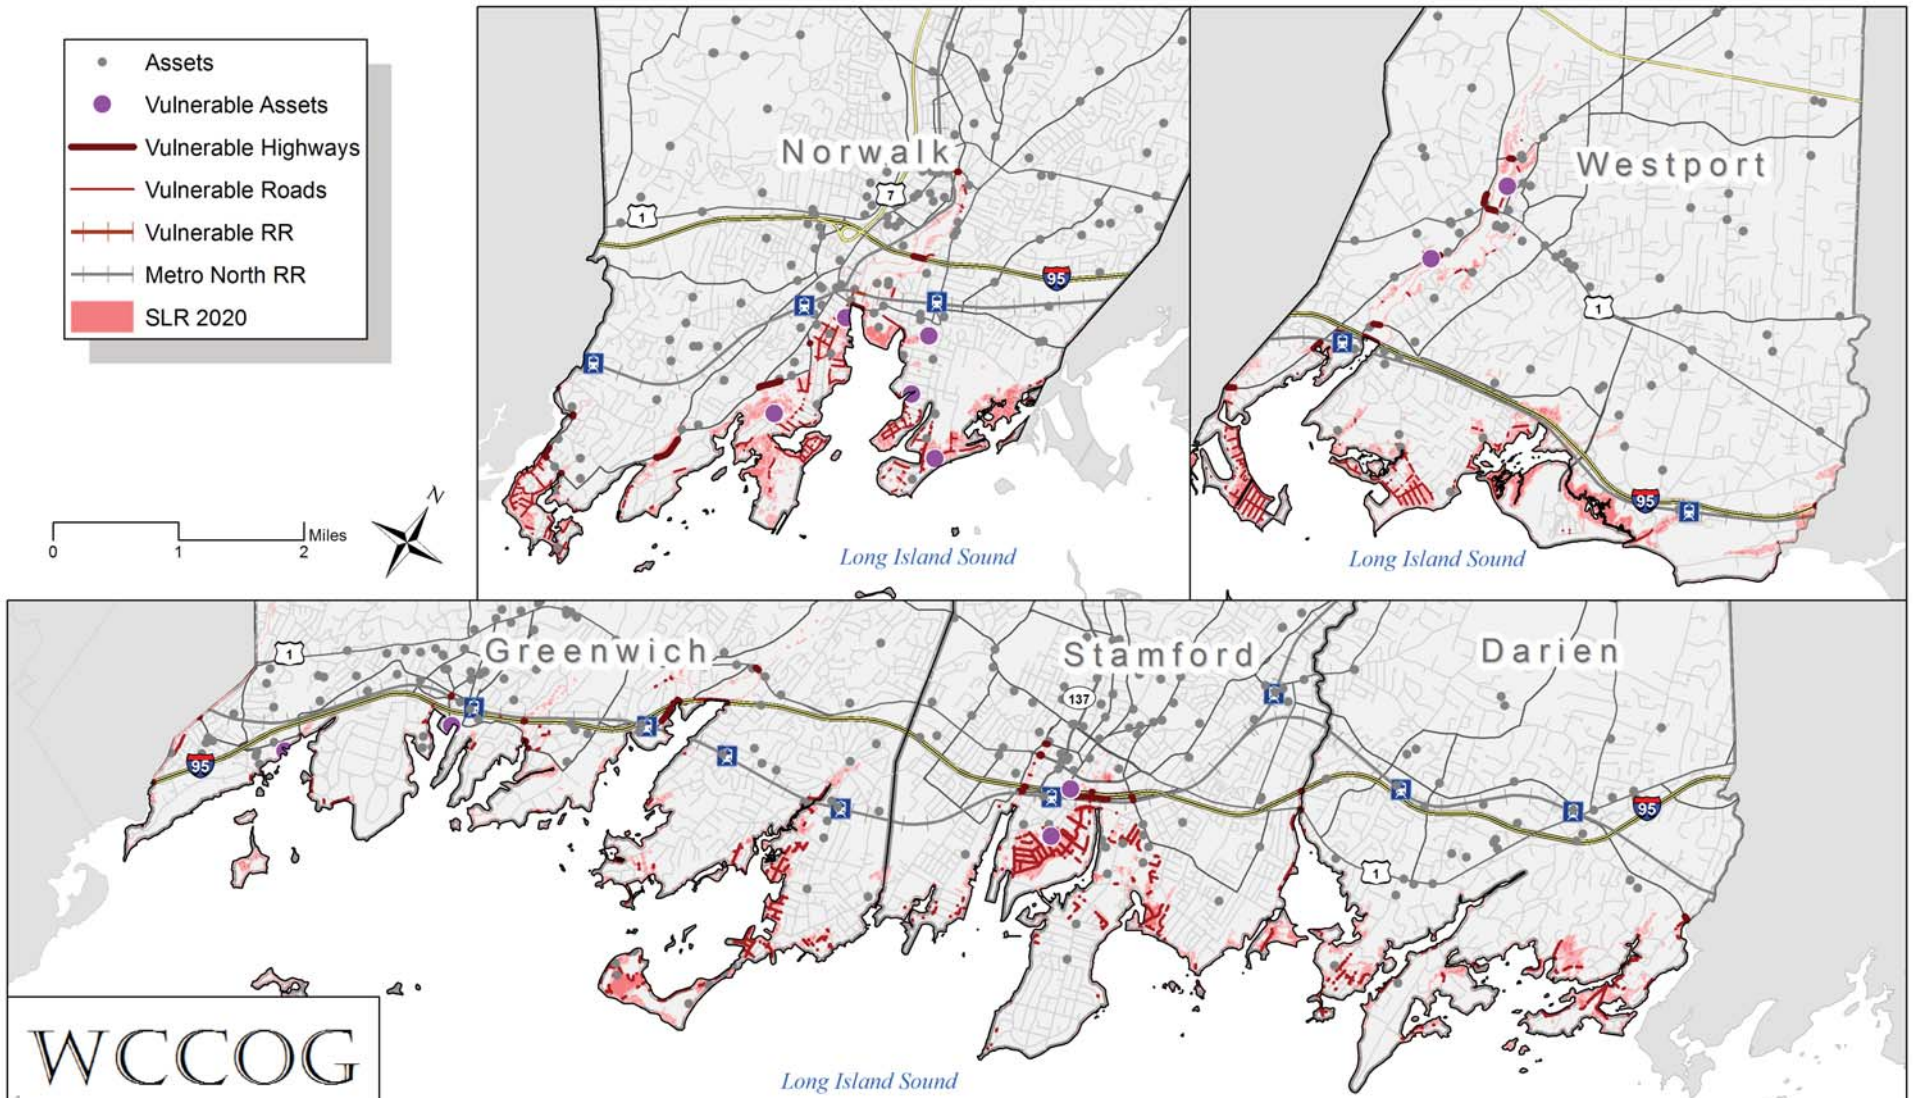 Assets
Vulnerable Assets
Vulnerable Highways
Vulnerable Roads
Vulnerable RR
Metro North RR
SLR 2020
N
Miles
0 1 2
Norwalk
7
1
95
Long Island Sound
Westport
1
95
Long Island Sound
Greenwich
Stamford
Darien
1
137
95
95
1
WCCOG
Long Island Sound